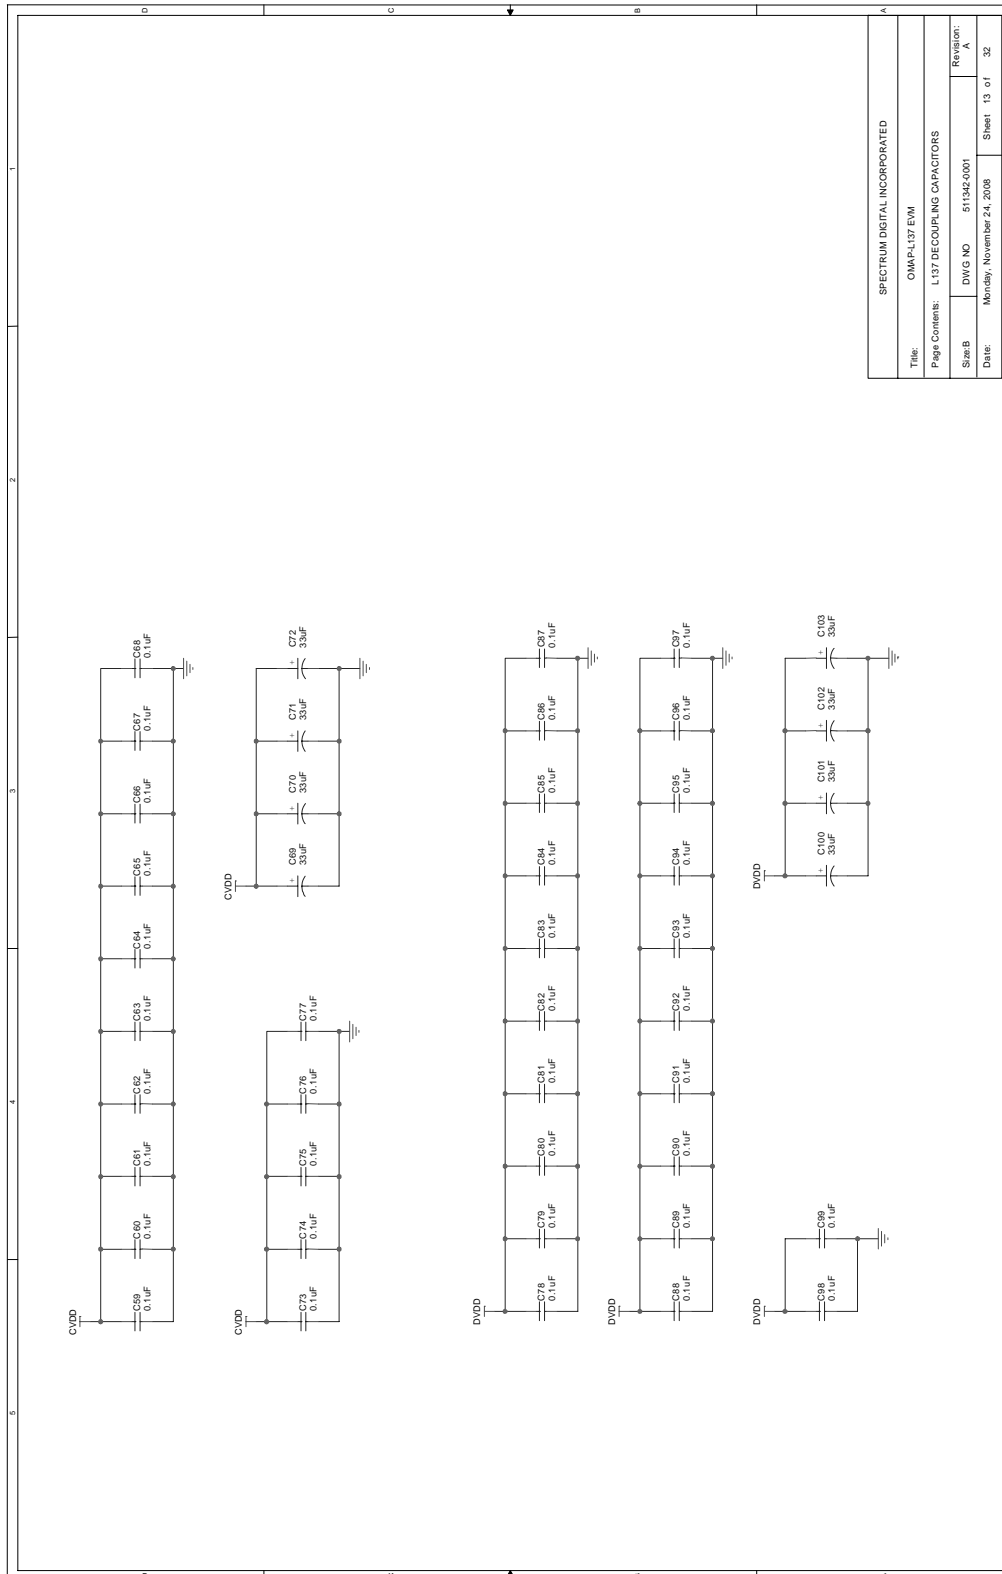 5
4
3
2
1
D
C
B
A
CVDD
C59
0.1uF
C60
0.1uF
C61
0.1uF
C62
0.1uF
C63
0.1uF
C64
0.1uF
C65
0.1uF
C66
0.1uF
C67
0.1uF
C68
0.1uF
CVDD
C73
0.1uF
C74
0.1uF
C75
0.1uF
C76
0.1uF
C77
0.1uF
CVDD
+
C69
33uF
+
C70
33uF
+
C71
33uF
+
C72
33uF
DVDD
C78
0.1uF
C79
0.1uF
C80
0.1uF
C81
0.1uF
C82
0.1uF
C83
0.1uF
C84
0.1uF
C85
0.1uF
C86
0.1uF
C87
0.1uF
DVDD
C88
0.1uF
C89
0.1uF
C90
0.1uF
C91
0.1uF
C92
0.1uF
C93
0.1uF
C94
0.1uF
C95
0.1uF
C96
0.1uF
C97
0.1uF
DVDD
C98
0.1uF
C99
0.1uF
DVDD
+
C100
33uF
+
C101
33uF
+
C102
33uF
+
C103
33uF
SPECTRUM DIGITAL INCORPORATED
Title: OMAP-L137 EVM
Page Contents: L137 DECOUPLING CAPACITORS
Size:B DWG NO 511342-0001 Revision: A
Date: Monday, November 24, 2008 Sheet 13 of 32